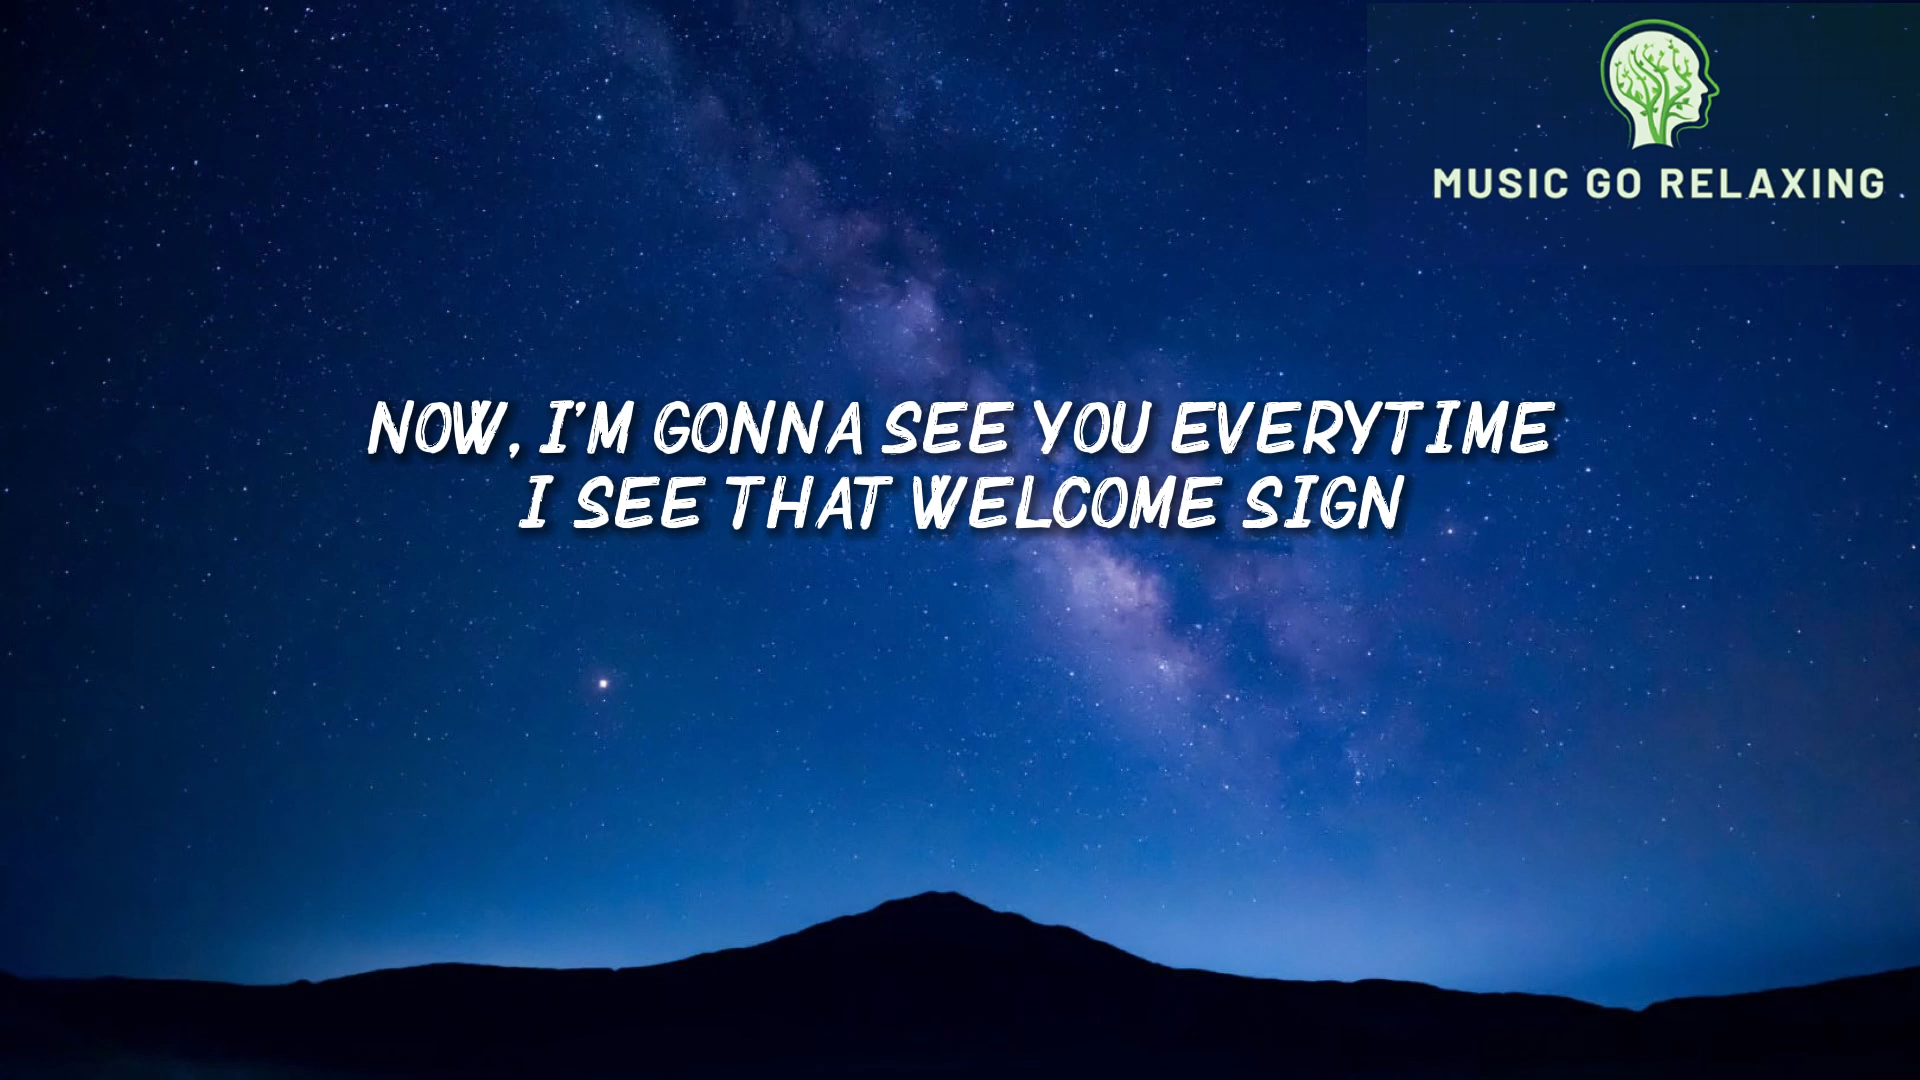 MUSIC GO RELAXING
NOW, I'M GONNA SEE YOU EVERYTIME
I SEE THAT WELCOME SIGN